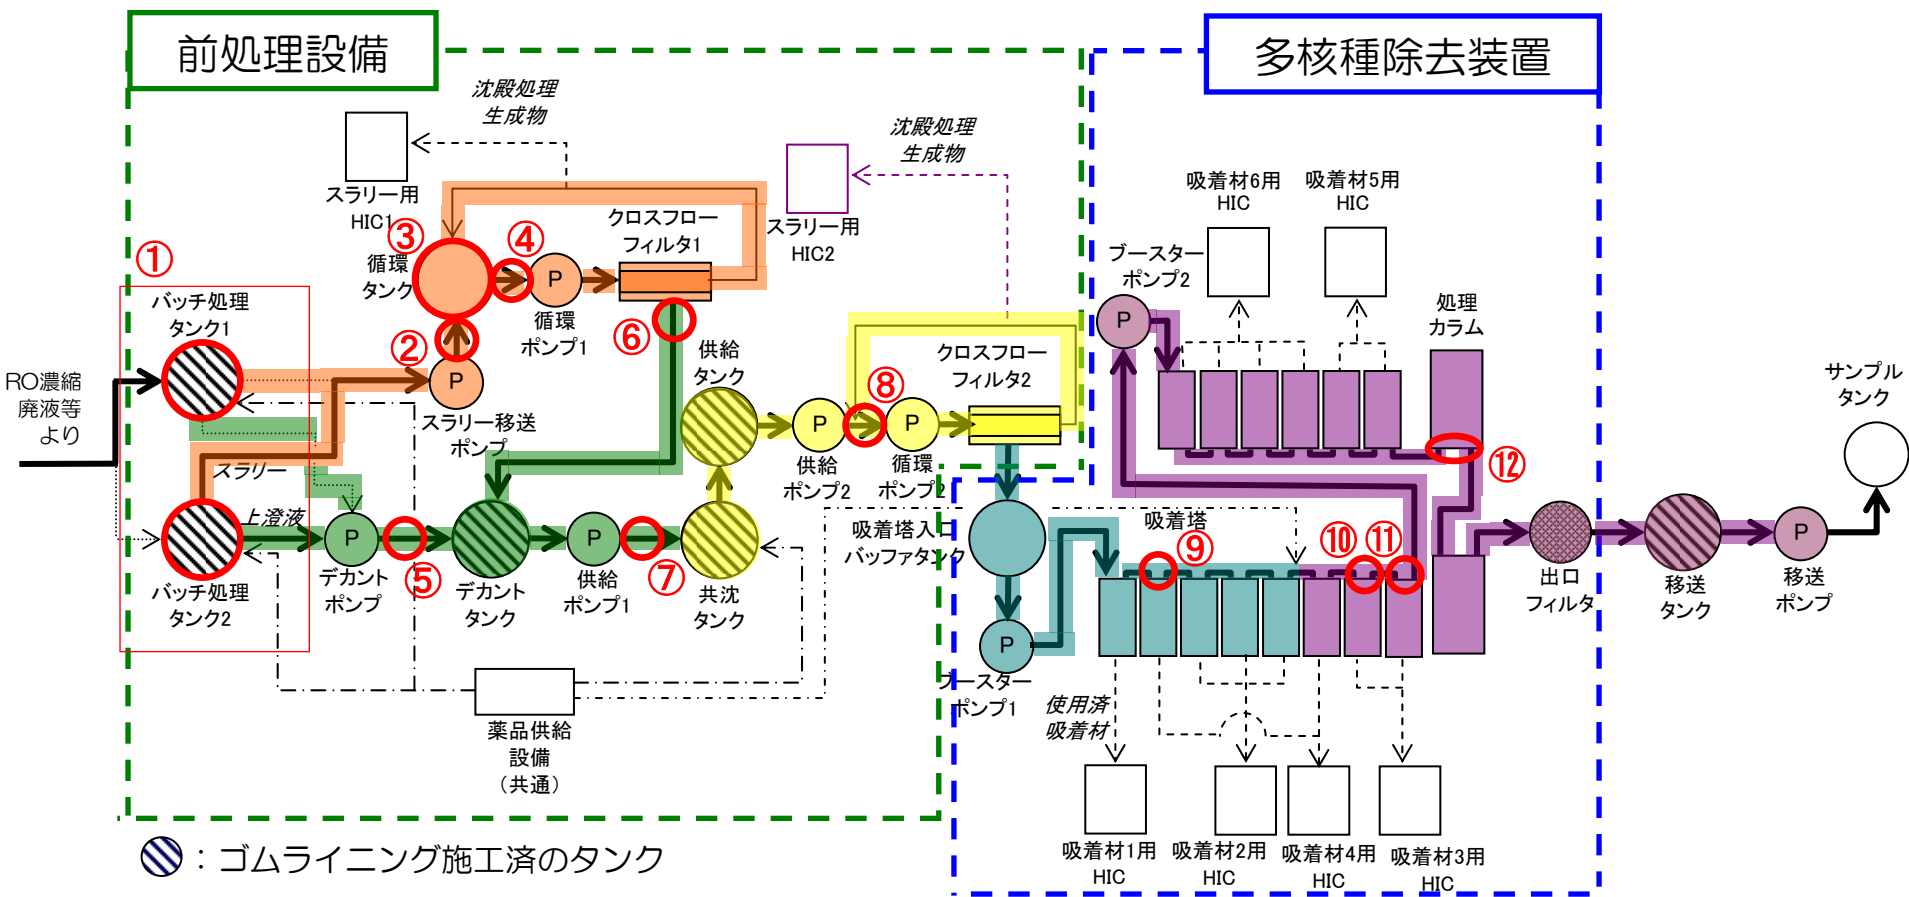 前処理設備
多核種除去装置
沈殿処理
生成物
沈殿処理
生成物
スラリー用
HIC1
スラリー用
HIC2
①
③
循環
タンク
④
P
循環
ポンプ1
クロスフロー
フィルタ1
②
P
スラリー移送
ポンプ
⑥
バッチ処理
タンク1
RO濃縮
廃液等
より
スラリー
上澄液
バッチ処理
タンク2
P
デカント
ポンプ
⑤
デカント
タンク
P
供給
ポンプ1
⑦
共沈
タンク
供給
タンク
P
供給
ポンプ2
⑧
P
循環
ポンプ2
クロスフロー
フィルタ2
薬品供給
設備
(共通)
吸着塔入口
バッファタンク
P
ブースター
ポンプ1
吸着塔
⑨
⑩
⑪
使用済
吸着材
吸着材1用
HIC
吸着材2用
HIC
吸着材4用
HIC
吸着材3用
HIC
ブースター
ポンプ2
P
吸着材6用
HIC
吸着材5用
HIC
処理
カラム
⑫
出口
フィルタ
移送
タンク
P
移送
ポンプ
サンプル
タンク
：ゴムライニング施工済のタンク